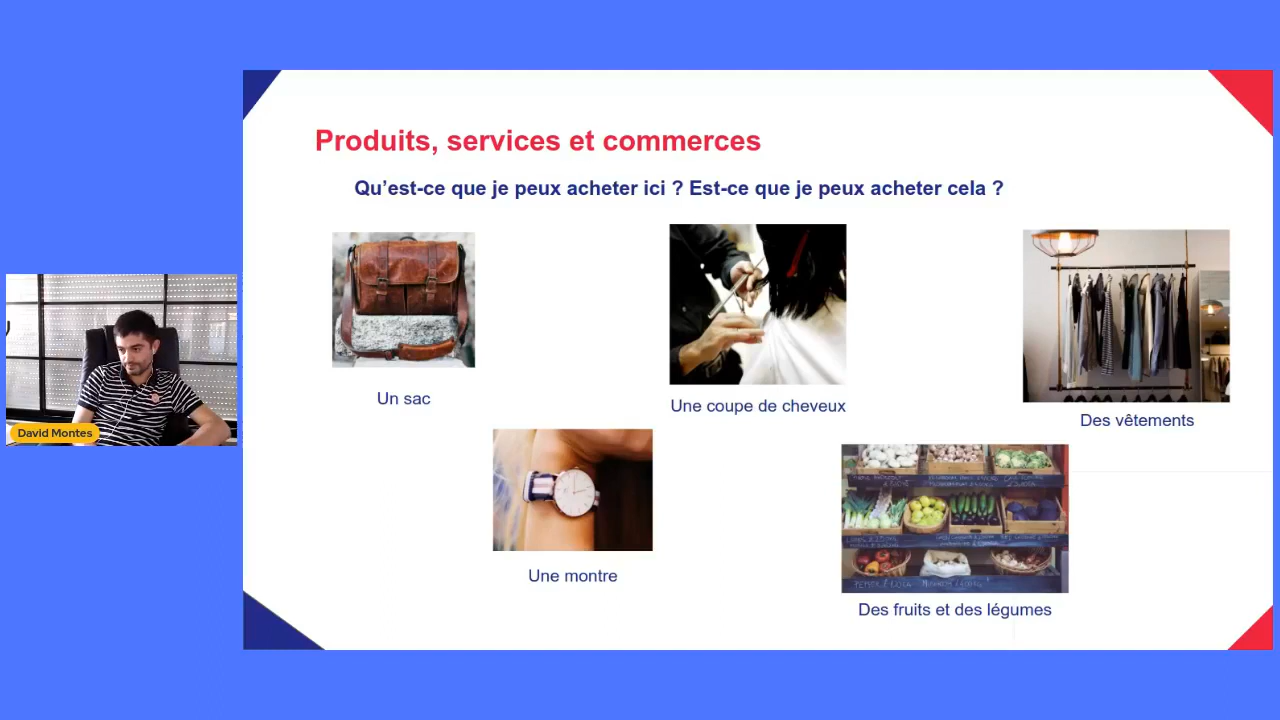 Produits, services et commerces
Qu'est-ce que je peux acheter ici ? Est-ce que je peux acheter cela ?
Un sac
Une coupe de cheveux
Des vêtements
David Montes
Une montre
Des fruits et des légumes